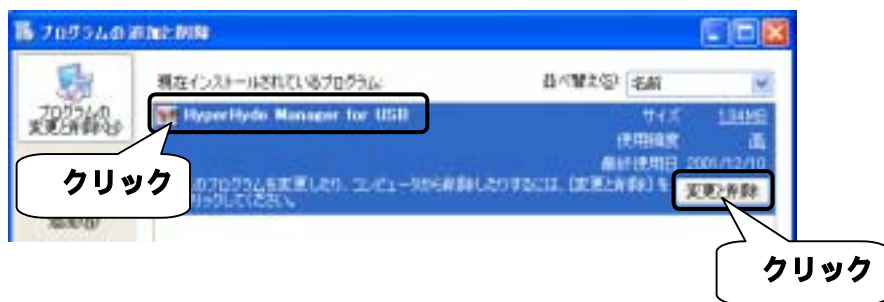 プログラムの追加と削除
現在インストールされているプログラム:
並べ替え(S): 名前
プログラムの
変更と削除(H)
HyperHyde Manager for USB
サイズ 1.84MB
使用頻度 高
最終使用日 2001/12/10
クリック
のプログラムを変更したり、コンピュータから削除したりするには、[変更と削除] を
クリックしてください。
変更と削除
クリック